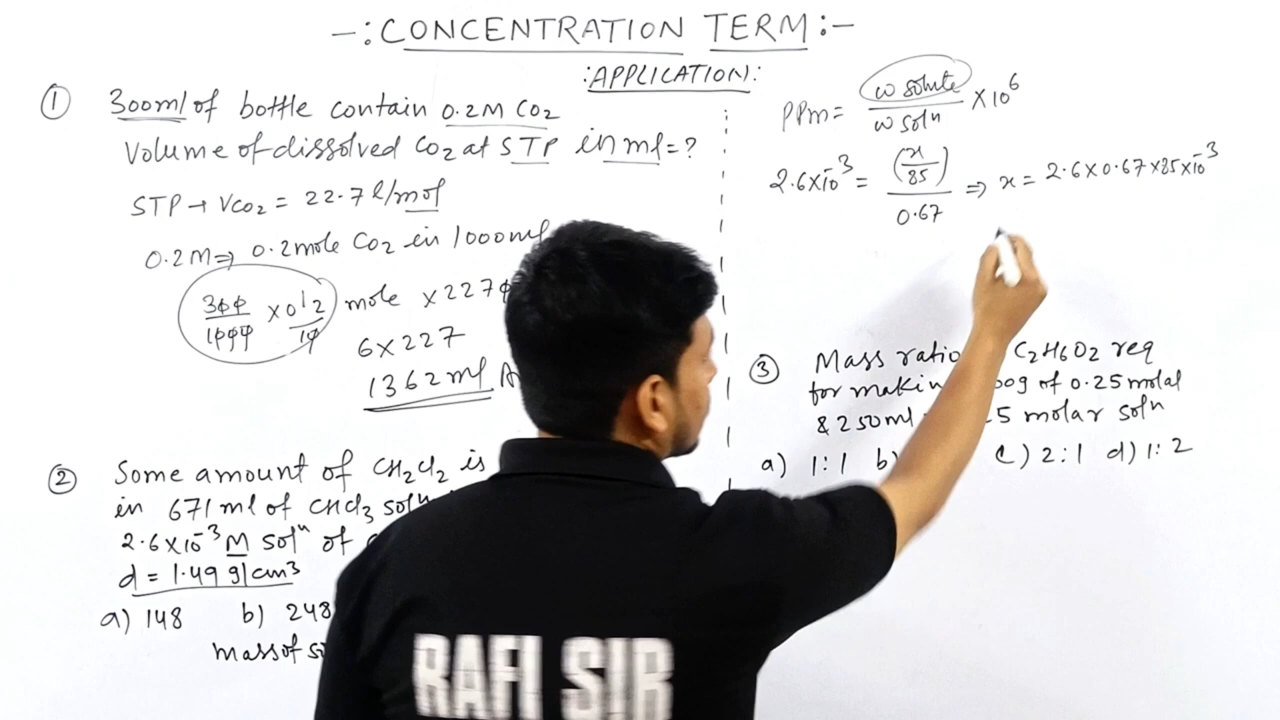 -:CONCENTRATION TERM:-
:APPLICATION:
① 300ml of bottle contain 0.2M CO2
Volume of dissolved CO2 at STP in ml=?
STP→ VCO2 = 22.7 l/mol
0.2M⇒ 0.2mole CO2 in 1000ml
300/1000 × 0.2/10 mole × 2270
6×227
1362ml
② Some amount of CH2Cl2 is
in 671 ml of CHCl3 solⁿ
2.6×10⁻³ M solⁿ of
d = 1.49 g/cm³
a) 148 b) 248
mass of
PPm = w solute / w solⁿ ×10⁶
2.6×10⁻³ = (x/85) / 0.67 ⇒ x = 2.6×0.67×85×10⁻³
③ Mass ratio C2H6O2 req
for making 00g of 0.25 molal
& 250ml 5 molar solⁿ
a) 1:1 b) c) 2:1 d) 1:2
RAFI SIR